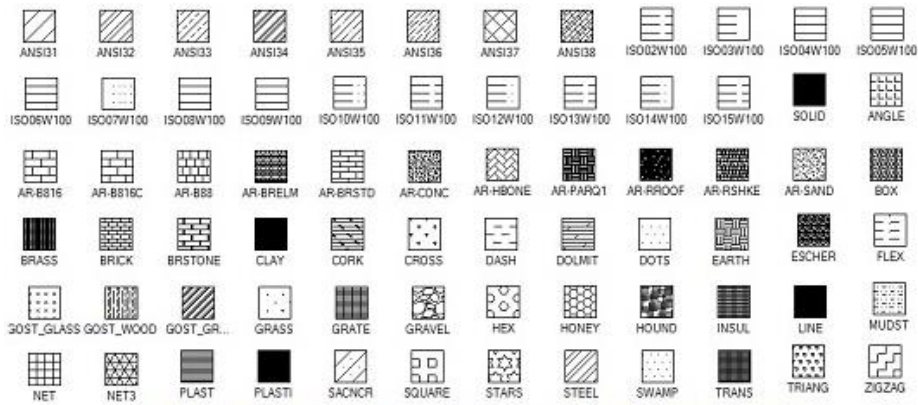 ANSI31 ANSI32 ANSI33 ANSI34 ANSI35 ANSI36 ANSI37 ANSI38 ISO02W100 ISO03W100 ISO04W100 ISO05W100
ISO06W100 ISO07W100 ISO08W100 ISO09W100 ISO10W100 ISO11W100 ISO12W100 ISO13W100 ISO14W100 ISO15W100 SOLID ANGLE
AR-B816 AR-B816C AR-B88 AR-BRELM AR-BRSTD AR-CONC AR-HBONE AR-PARQ1 AR-RROOF AR-RSHKE AR-SAND BOX
BRASS BRICK BRSTONE CLAY CORK CROSS DASH DOLMIT DOTS EARTH ESCHER FLEX
GOST_GLASS GOST_WOOD GOST_GR... GRASS GRATE GRAVEL HEX HONEY HOUND INSUL LINE MUDST
NET NET3 PLAST PLASTI SACNCR SQUARE STARS STEEL SWAMP TRANS TRIANG ZIGZAG